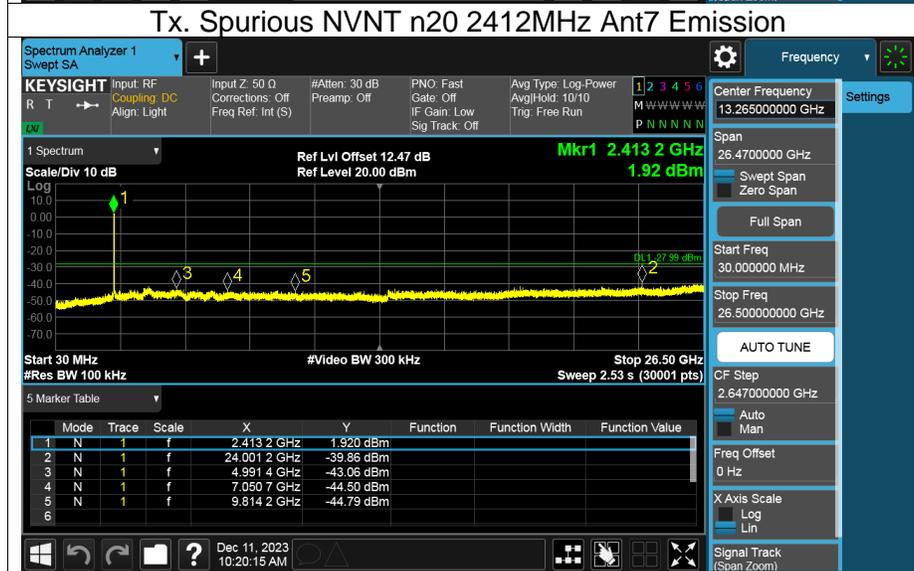 Tx. Spurious NVNT n20 2412MHz Ant7 Emission
Spectrum Analyzer 1
Swept SA
+
Frequency
KEYSIGHT
R T
LXI
Input: RF
Coupling: DC
Align: Light
Input Z: 50 Ω
Corrections: Off
Freq Ref: Int (S)
#Atten: 30 dB
Preamp: Off
PNO: Fast
Gate: Off
IF Gain: Low
Sig Track: Off
Avg Type: Log-Power
Avg|Hold: 10/10
Trig: Free Run
1 2 3 4 5 6
M W W W W W
P N N N N N
Center Frequency
13.265000000 GHz
Settings
Span
26.4700000 GHz
Swept Span
Zero Span
Full Span
Start Freq
30.000000 MHz
Stop Freq
26.500000000 GHz
AUTO TUNE
CF Step
2.647000000 GHz
Auto
Man
Freq Offset
0 Hz
X Axis Scale
Log
Lin
Signal Track
(Span Zoom)
1 Spectrum
Scale/Div 10 dB
Ref Lvl Offset 12.47 dB
Ref Level 20.00 dBm
Mkr1 2.413 2 GHz
1.92 dBm
Log
10.0
0.00
-10.0
-20.0
-30.0
-40.0
-50.0
-60.0
-70.0
1
3
4
5
DL1 -27.99 dBm
2
Start 30 MHz
#Res BW 100 kHz
#Video BW 300 kHz
Stop 26.50 GHz
Sweep 2.53 s (30001 pts)
5 Marker Table
Mode Trace Scale X Y Function Function Width Function Value
1 N 1 f 2.413 2 GHz 1.920 dBm
2 N 1 f 24.001 2 GHz -39.86 dBm
3 N 1 f 4.991 4 GHz -43.06 dBm
4 N 1 f 7.050 7 GHz -44.50 dBm
5 N 1 f 9.814 2 GHz -44.79 dBm
6
?
Dec 11, 2023
10:20:15 AM